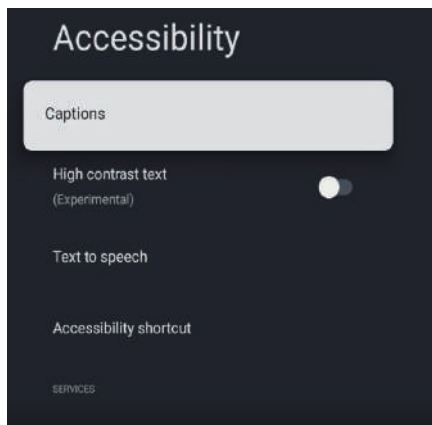 Accessibility
Captions
High contrast text
(Experimental)
Text to speech
Accessibility shortcut
SERVICES